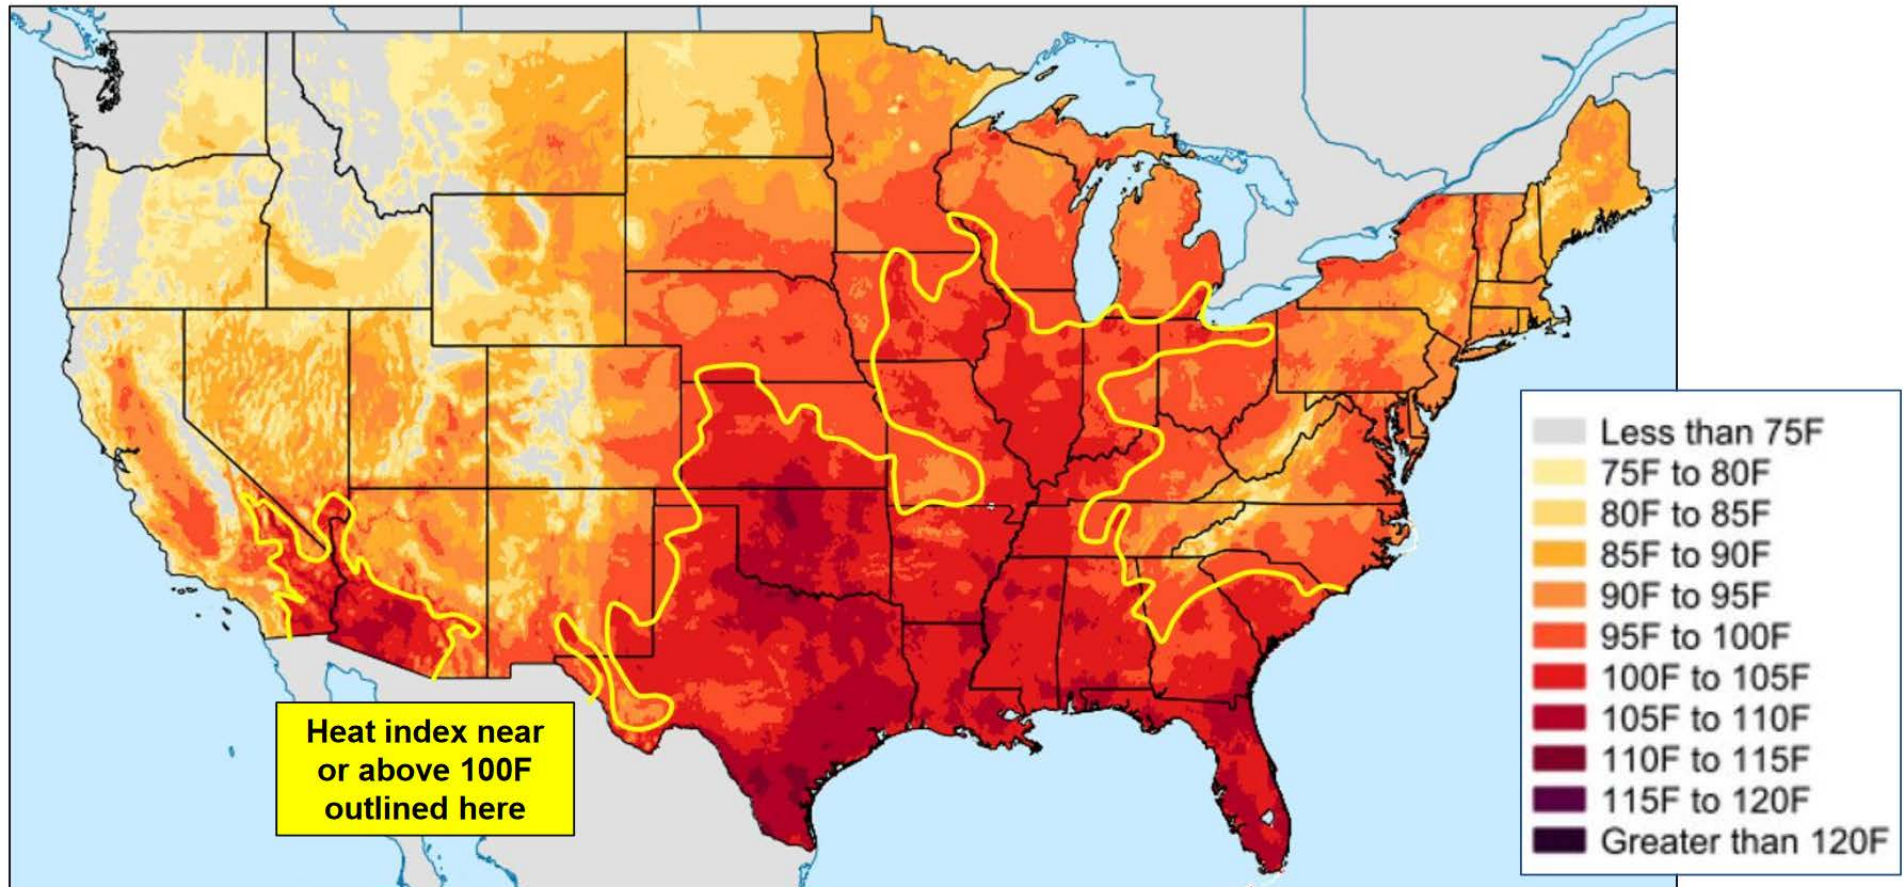 Heat index near
or above 100F
outlined here
Less than 75F
75F to 80F
80F to 85F
85F to 90F
90F to 95F
95F to 100F
100F to 105F
105F to 110F
110F to 115F
115F to 120F
Greater than 120F